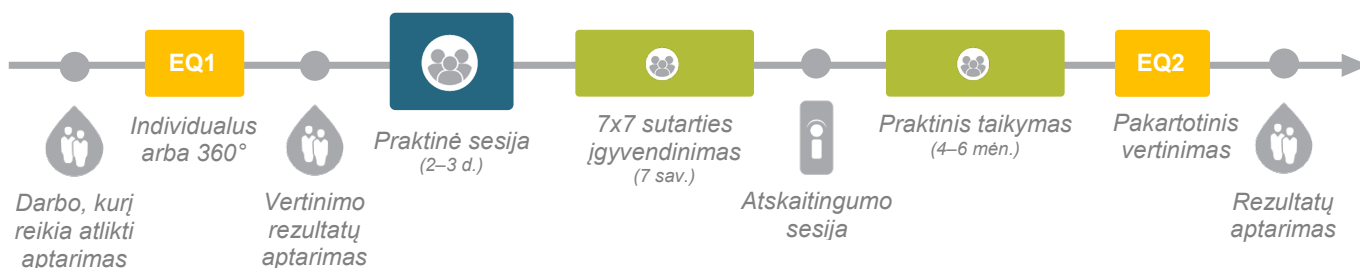 EQ1
EQ2
Individualus
arba 360°
Praktinė sesija
(2–3 d.)
7x7 sutarties
įgyvendinimas
(7 sav.)
Praktinis taikymas
(4–6 mėn.)
Pakartotinis
vertinimas
Darbo, kurį
reikia atlikti
aptarimas
Vertinimo
rezultatų
aptarimas
Atskaitingumo
sesija
Rezultatų
aptarimas